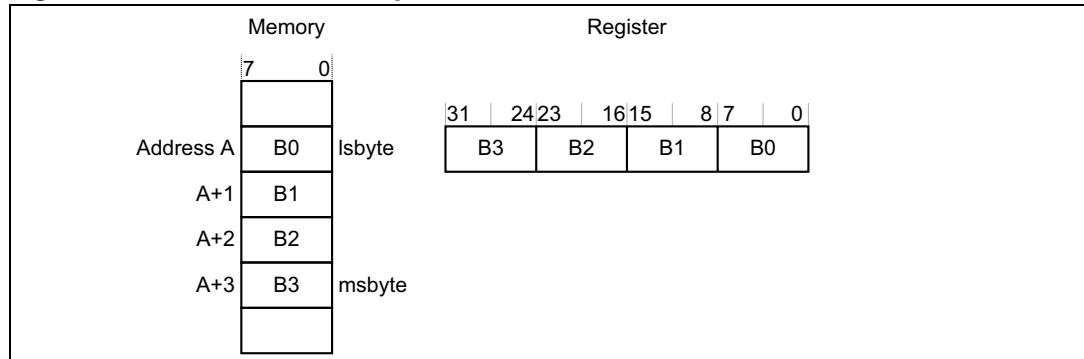 Memory Register
7 0
31 24 23 16 15 8 7 0
Address A B0 lsbyte B3 B2 B1 B0
A+1 B1
A+2 B2
A+3 B3 msbyte